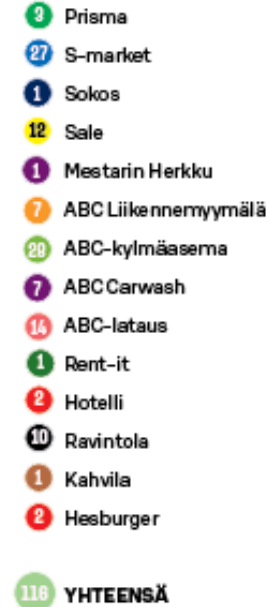 3 Prisma
27 S-market
1 Sokos
12 Sale
1 Mestarin Herkku
7 ABC Liikennemyymälä
29 ABC-kylmäasema
7 ABC Carwash
14 ABC-lataus
1 Rent-it
2 Hotelli
10 Ravintola
1 Kahvila
2 Hesburger
116 YHTEENSÄ